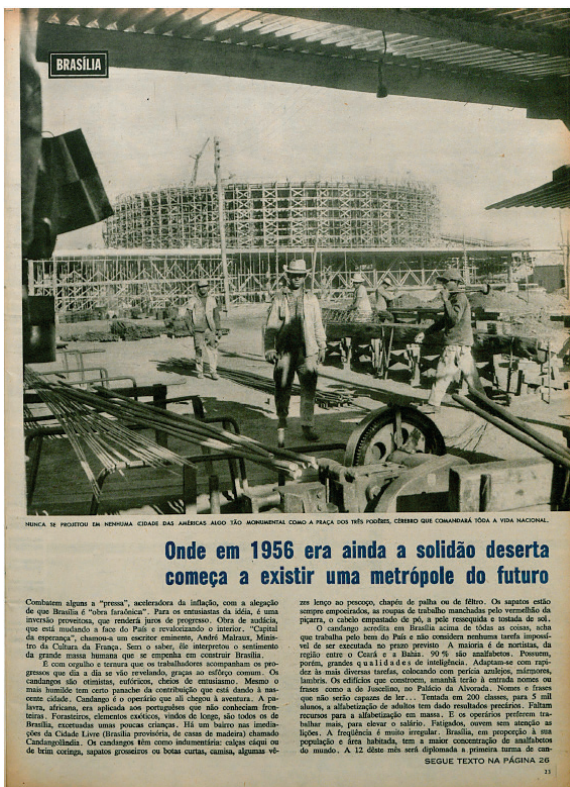 BRASÍLIA
NUNCA SE PROJETOU EM NENHUMA CIDADE DAS AMÉRICAS ALGO TÃO MONUMENTAL COMO A PRAÇA DOS TRÊS PODÊRES, CÉREBRO QUE COMANDARÁ TÔDA A VIDA NACIONAL.
Onde em 1956 era ainda a solidão deserta
começa a existir uma metrópole do futuro
Combatem alguns a "pressa", aceleradora da inflação, com a alegação
de que Brasília é "obra faraônica". Para os entusiastas da idéia, é uma
inversão proveitosa, que renderá juros de progresso. Obra de audácia,
que está mudando a face do País e revalorizando o interior. "Capital
da esperança", chamou-a um escritor eminente, André Malraux, Minis-
tro da Cultura da França. Sem o saber, êle interpretou o sentimento
da grande massa humana que se empenha em construir Brasília.
É com orgulho e ternura que os trabalhadores acompanham os pro-
gressos que dia a dia se vão revelando, graças ao esfôrço comum. Os
candangos são otimistas, eufóricos, cheios de entusiasmo. Mesmo o
mais humilde tem certo panache da contribuição que está dando à nas-
cente cidade. Candango é o operário que ali chegou à aventura. A pa-
lavra, africana, era aplicada aos portuguêses que não conheciam fron-
teiras. Forasteiros, elementos exóticos, vindos de longe, são todos os de
Brasília, excetuadas umas poucas crianças. Há um bairro nas imedia-
ções da Cidade Livre (Brasília provisória, de casas de madeira) chamado
Candangolândia. Os candangos têm como indumentária: calças cáqui ou
de brim coringa, sapatos grosseiros ou botas curtas, camisa, algumas vê-
zes lenço ao pescoço, chapéu de palha ou de fêltro. Os sapatos estão
sempre empoeirados, as roupas de trabalho manchadas pelo vermelhão da
piçarra, o cabelo empastado de pó, a pele ressequida e tostada de sol.
O candango acredita em Brasília acima de tôdas as coisas, acha
que trabalha pelo bem do País e não considera nenhuma tarefa impossí-
vel de ser executada no prazo previsto A maioria é de nortistas, da
região entre o Ceará e a Bahia. 90 % são analfabetos. Possuem,
porém, grandes qualidades de inteligência. Adaptam-se com rapi-
dez às mais diversas tarefas, colocando com perícia azulejos, mármores,
lambris. Os edifícios que constroem, amanhã terão à entrada nomes ou
frases como a de Juscelino, no Palácio da Alvorada. Nomes e frases
que não serão capazes de ler... Tentada em 200 classes, para 5 mil
alunos, a alfabetização de adultos tem dado resultados precários. Faltam
recursos para a alfabetização em massa. E os operários preferem tra-
balhar mais, para elevar o salário. Fatigados, ouvem sem atenção as
lições. A freqüência é muito irregular. Brasília, em proporção à sua
população e área habitada, tem a maior concentração de analfabetos
do mundo. A 12 dêste mês será diplomada a primeira turma de can-
SEGUE TEXTO NA PÁGINA 26